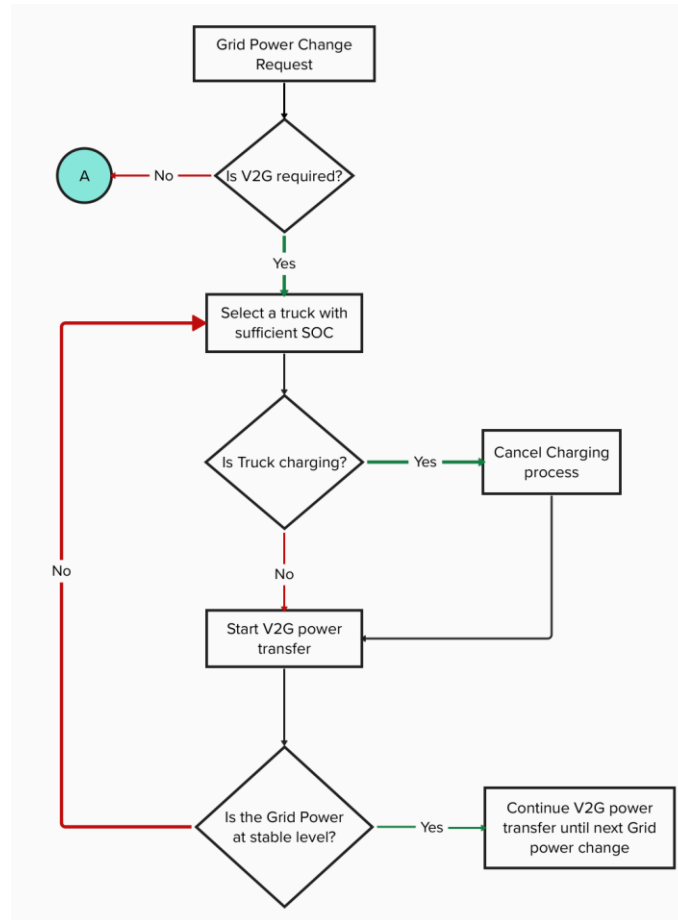 Grid Power Change
Request
A
No
Is V2G required?
Yes
Select a truck with
sufficient SOC
Is Truck charging?
Yes
Cancel Charging
process
No
No
Start V2G power
transfer
Is the Grid Power
at stable level?
Yes
Continue V2G power
transfer until next Grid
power change